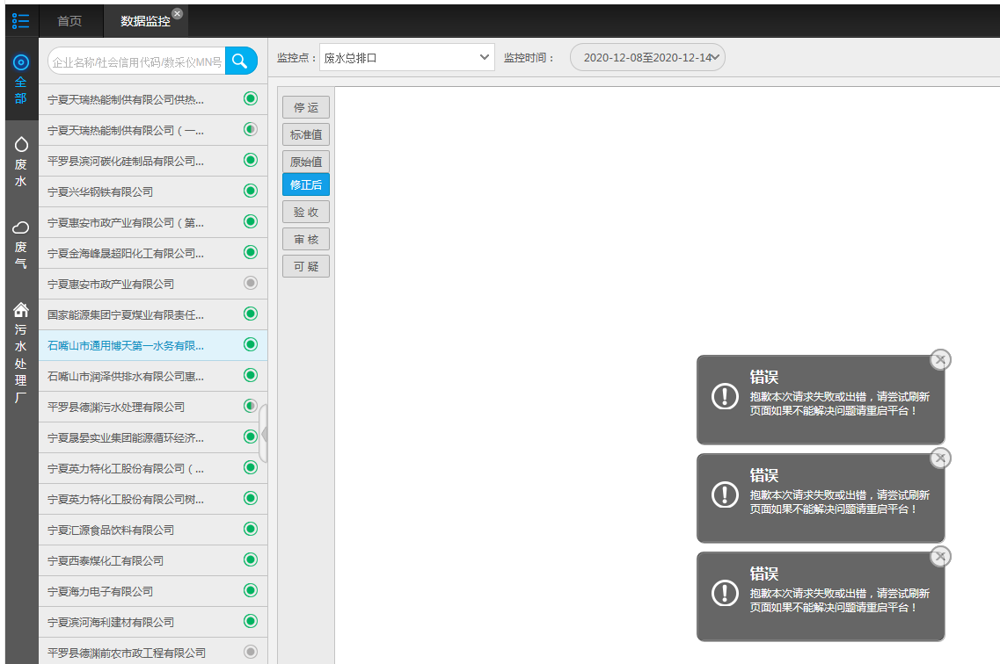 首页
数据监控
全部
废水
废气
污水处理厂
企业名称/社会信用代码/数采仪MN号
宁夏天瑞热能制供有限公司供热...
宁夏天瑞热能制供有限公司（一...
平罗县滨河碳化硅制品有限公司...
宁夏兴华钢铁有限公司
宁夏惠安市政产业有限公司（第...
宁夏金海峰晟超阳化工有限公司...
宁夏惠安市政产业有限公司
国家能源集团宁夏煤业有限责任...
石嘴山市通用博天第一水务有限...
石嘴山市润泽供排水有限公司惠...
平罗县德渊污水处理有限公司
宁夏晟晏实业集团能源循环经济...
宁夏英力特化工股份有限公司（...
宁夏英力特化工股份有限公司树...
宁夏汇源食品饮料有限公司
宁夏西泰煤化工有限公司
宁夏海力电子有限公司
宁夏滨河海利建材有限公司
平罗县德渊前农市政工程有限公司
监控点：
废水总排口
监控时间：
2020-12-08至2020-12-14
停 运
标准值
原始值
修正后
验 收
审 核
可 疑
错误
抱歉本次请求失败或出错，请尝试刷新
页面如果不能解决问题请重启平台！
错误
抱歉本次请求失败或出错，请尝试刷新
页面如果不能解决问题请重启平台！
错误
抱歉本次请求失败或出错，请尝试刷新
页面如果不能解决问题请重启平台！